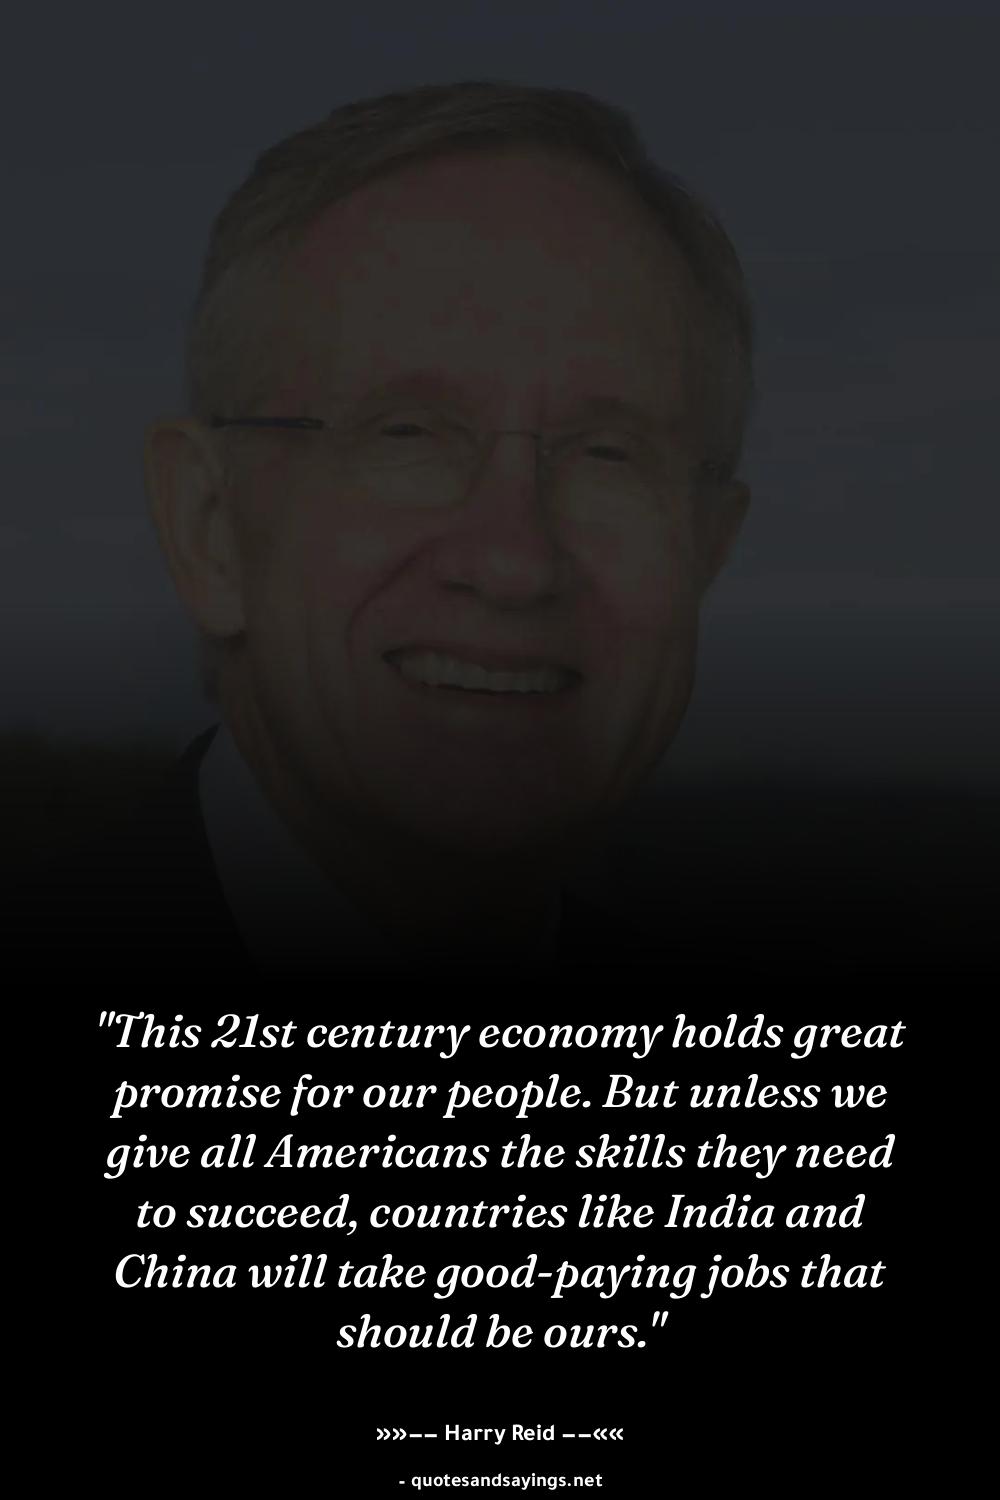 "This 21st century economy holds great
promise for our people. But unless we
give all Americans the skills they need
to succeed, countries like India and
China will take good-paying jobs that
should be ours."
»»-- Harry Reid --««
- quotesandsayings.net